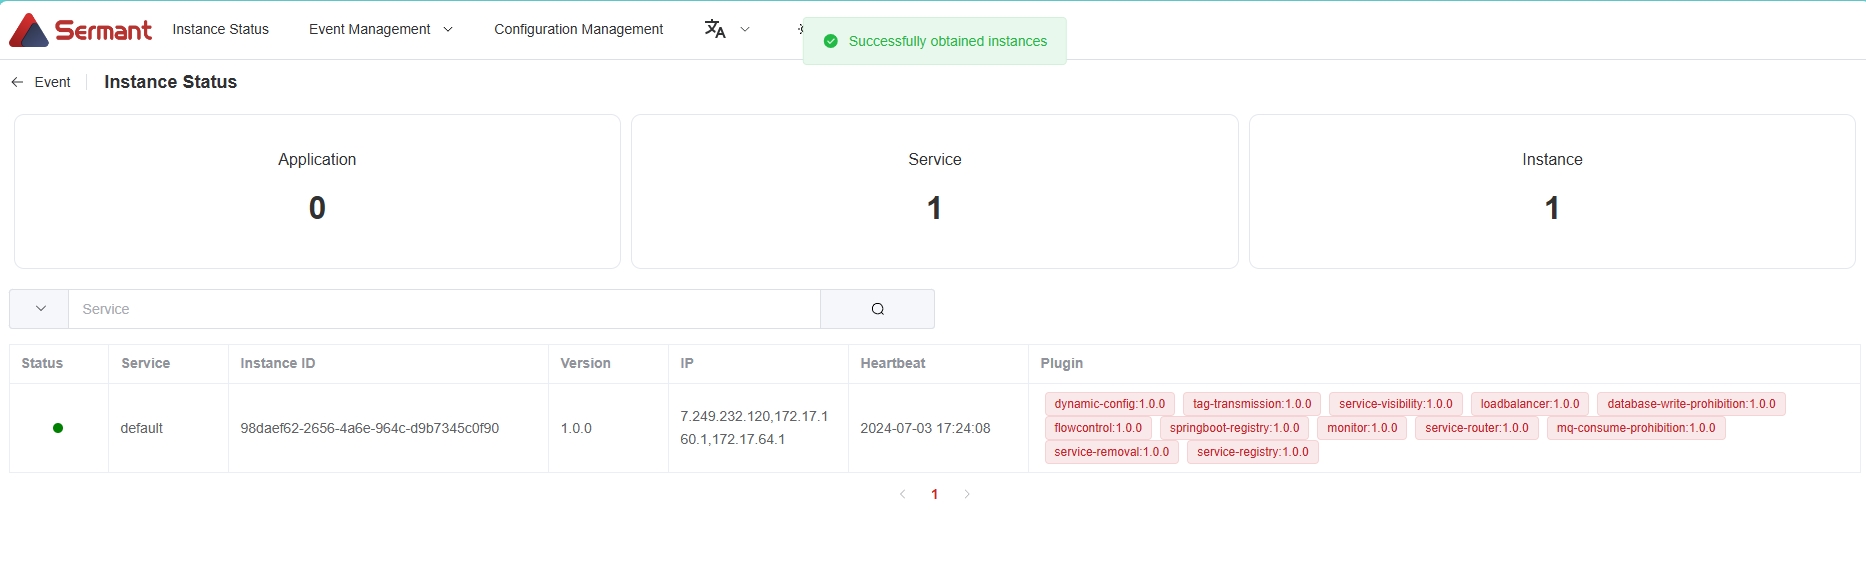 Sermant Instance Status Event Management Configuration Management
Successfully obtained instances
Event Instance Status
Application
0
Service
1
Instance
1
Service
Status Service Instance ID Version IP Heartbeat Plugin
default 98daef62-2656-4a6e-964c-d9b7345c0f90 1.0.0
7.249.232.120,172.17.1
60.1,172.17.64.1
2024-07-03 17:24:08
dynamic-config:1.0.0 tag-transmission:1.0.0 service-visibility:1.0.0 loadbalancer:1.0.0 database-write-prohibition:1.0.0
flowcontrol:1.0.0 springboot-registry:1.0.0 monitor:1.0.0 service-router:1.0.0 mq-consume-prohibition:1.0.0
service-removal:1.0.0 service-registry:1.0.0
1